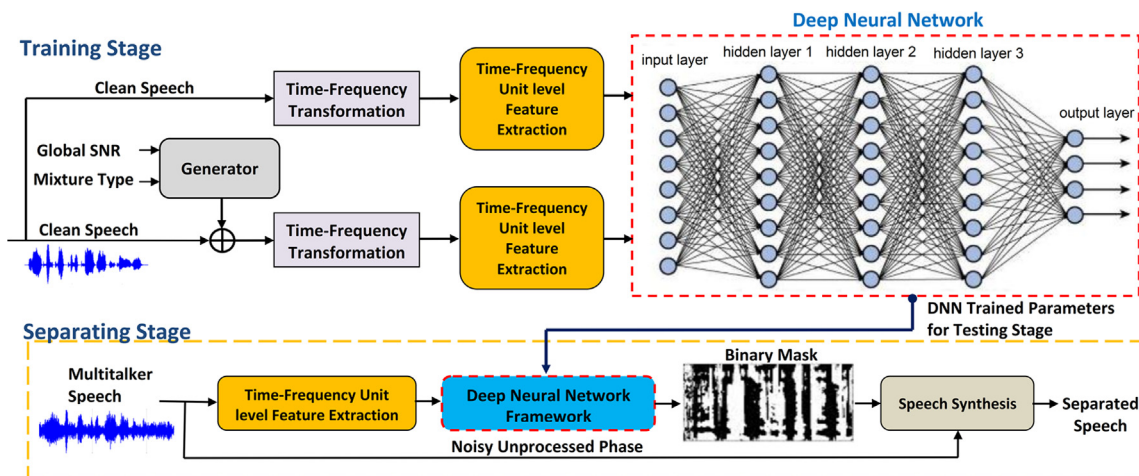 Deep Neural Network
Training Stage
input layer
hidden layer 1
hidden layer 2
hidden layer 3
output layer
Clean Speech
Time-Frequency
Transformation
Time-Frequency
Unit level
Feature
Extraction
Global SNR
Mixture Type
Generator
Clean Speech
Time-Frequency
Transformation
Time-Frequency
Unit level
Feature
Extraction
DNN Trained Parameters
for Testing Stage
Separating Stage
Multitalker
Speech
Time-Frequency Unit
level Feature Extraction
Deep Neural Network
Framework
Binary Mask
Speech Synthesis
Separated
Speech
Noisy Unprocessed Phase